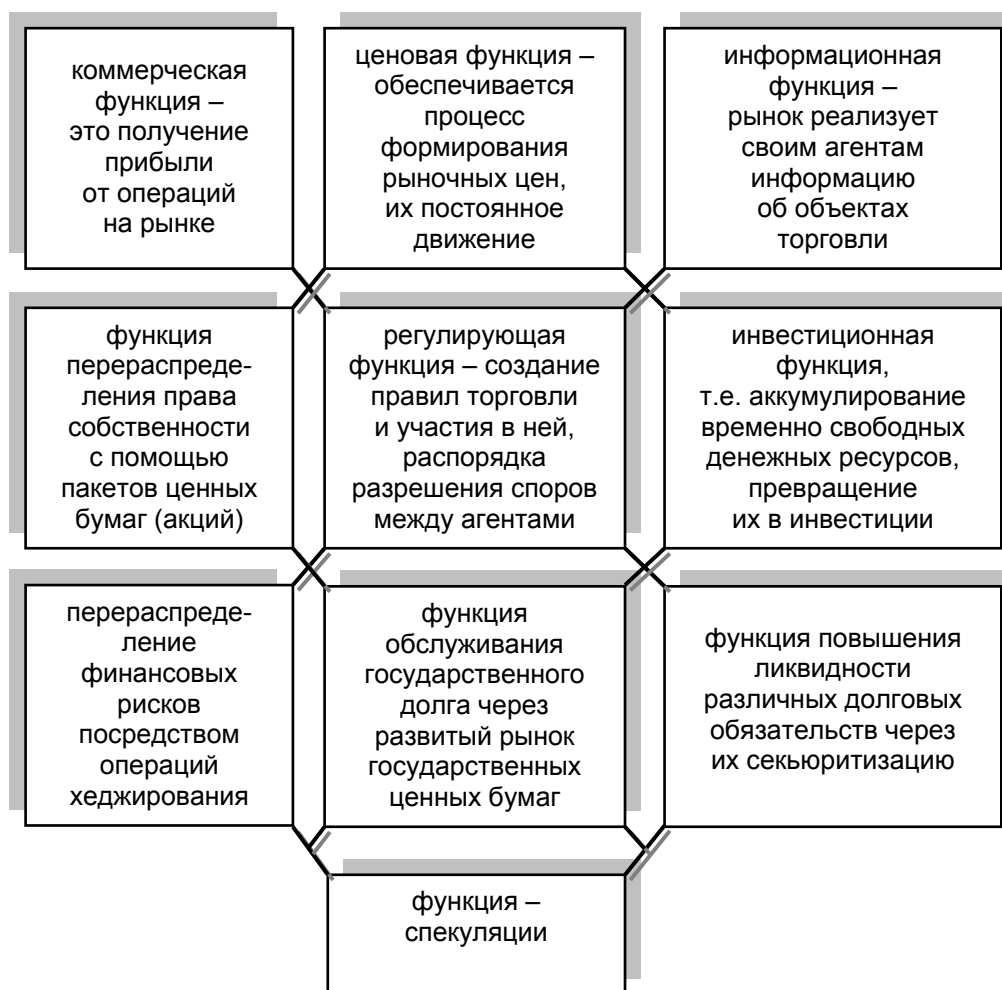 коммерческая
функция –
это получение
прибыли
от операций
на рынке
ценовая функция –
обеспечивается
процесс
формирования
рыночных цен,
их постоянное
движение
информационная
функция –
рынок реализует
своим агентам
информацию
об объектах
торговли
функция
перераспреде-
ления права
собственности
с помощью
пакетов ценных
бумаг (акций)
регулирующая
функция – создание
правил торговли
и участия в ней,
распорядка
разрешения споров
между агентами
инвестиционная
функция,
т.е. аккумулирование
временно свободных
денежных ресурсов,
превращение
их в инвестиции
перераспреде-
ление
финансовых
рисков
посредством
операций
хеджирования
функция
обслуживания
государственного
долга через
развитый рынок
государственных
ценных бумаг
функция повышения
ликвидности
различных долговых
обязательств через
их секьюритизацию
функция –
спекуляции